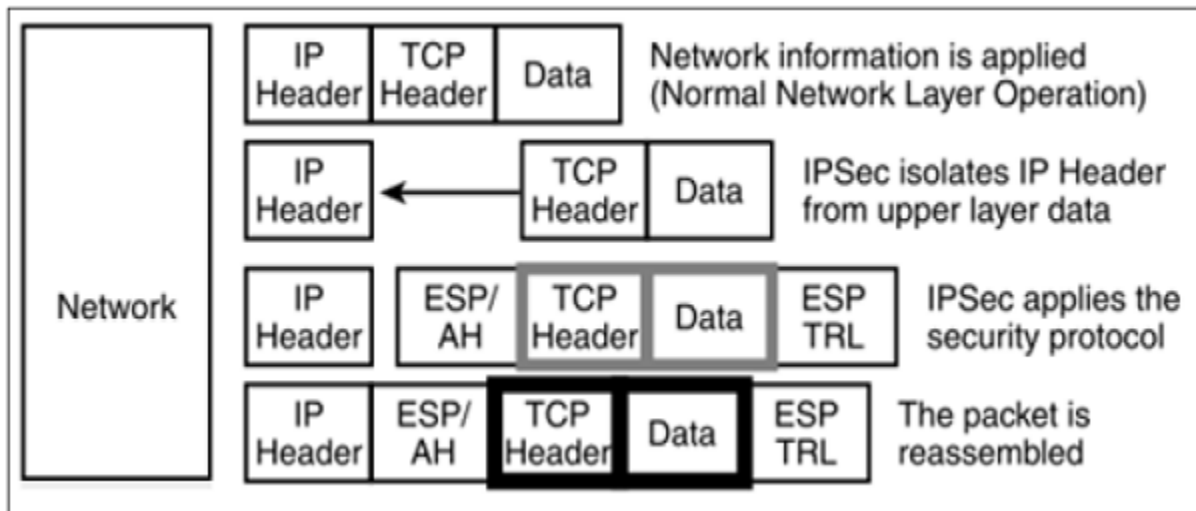 Network
IP
Header
TCP
Header
Data
Network information is applied
(Normal Network Layer Operation)
IP
Header
TCP
Header
Data
IPSec isolates IP Header
from upper layer data
IP
Header
ESP/
AH
TCP
Header
Data
ESP
TRL
IPSec applies the
security protocol
IP
Header
ESP/
AH
TCP
Header
Data
ESP
TRL
The packet is
reassembled